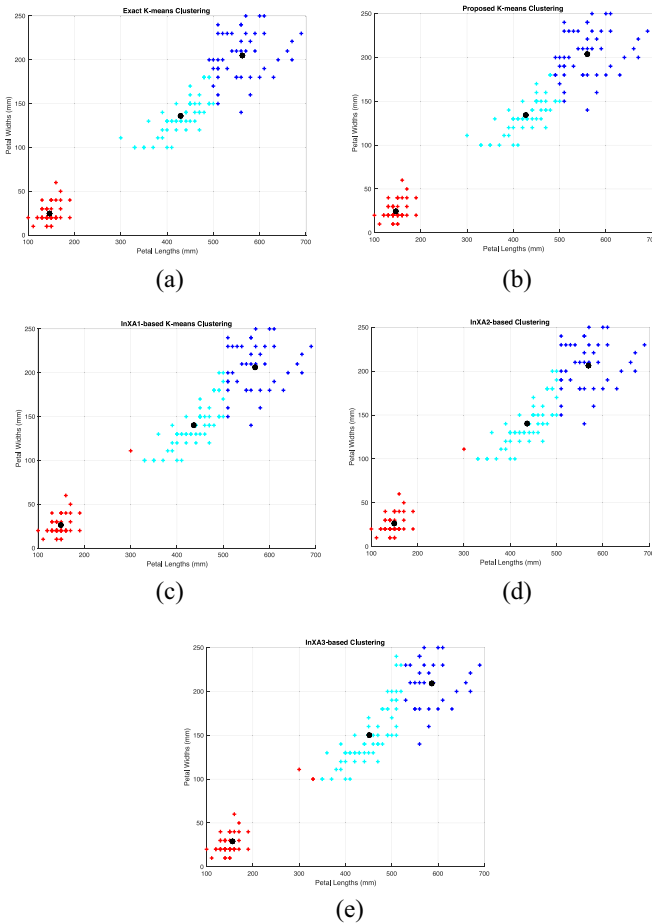 Exact K-means Clustering
Petal Widths (mm)
250
200
150
100
50
0
100 200 300 400 500 600 700
Petal Lengths (mm)
(a)
Proposed K-means Clustering
Petal Widths (mm)
250
200
150
100
50
0
100 200 300 400 500 600 700
Petal Lengths (mm)
(b)
InXA1-based K-means Clustering
Petal Widths (mm)
250
200
150
100
50
0
100 200 300 400 500 600 700
Petal Lengths (mm)
(c)
InXA2-based Clustering
Petal Widths (mm)
250
200
150
100
50
0
100 200 300 400 500 600 700
Petal Lengths (mm)
(d)
InXA3-based Clustering
Petal Widths (mm)
250
200
150
100
50
0
100 200 300 400 500 600 700
Petal Lengths (mm)
(e)